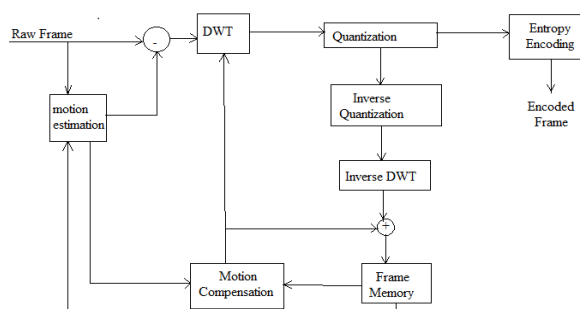 Raw Frame
-
DWT
Quantization
Entropy
Encoding
motion
estimation
Inverse
Quantization
Encoded
Frame
Inverse DWT
+
Motion
Compensation
Frame
Memory